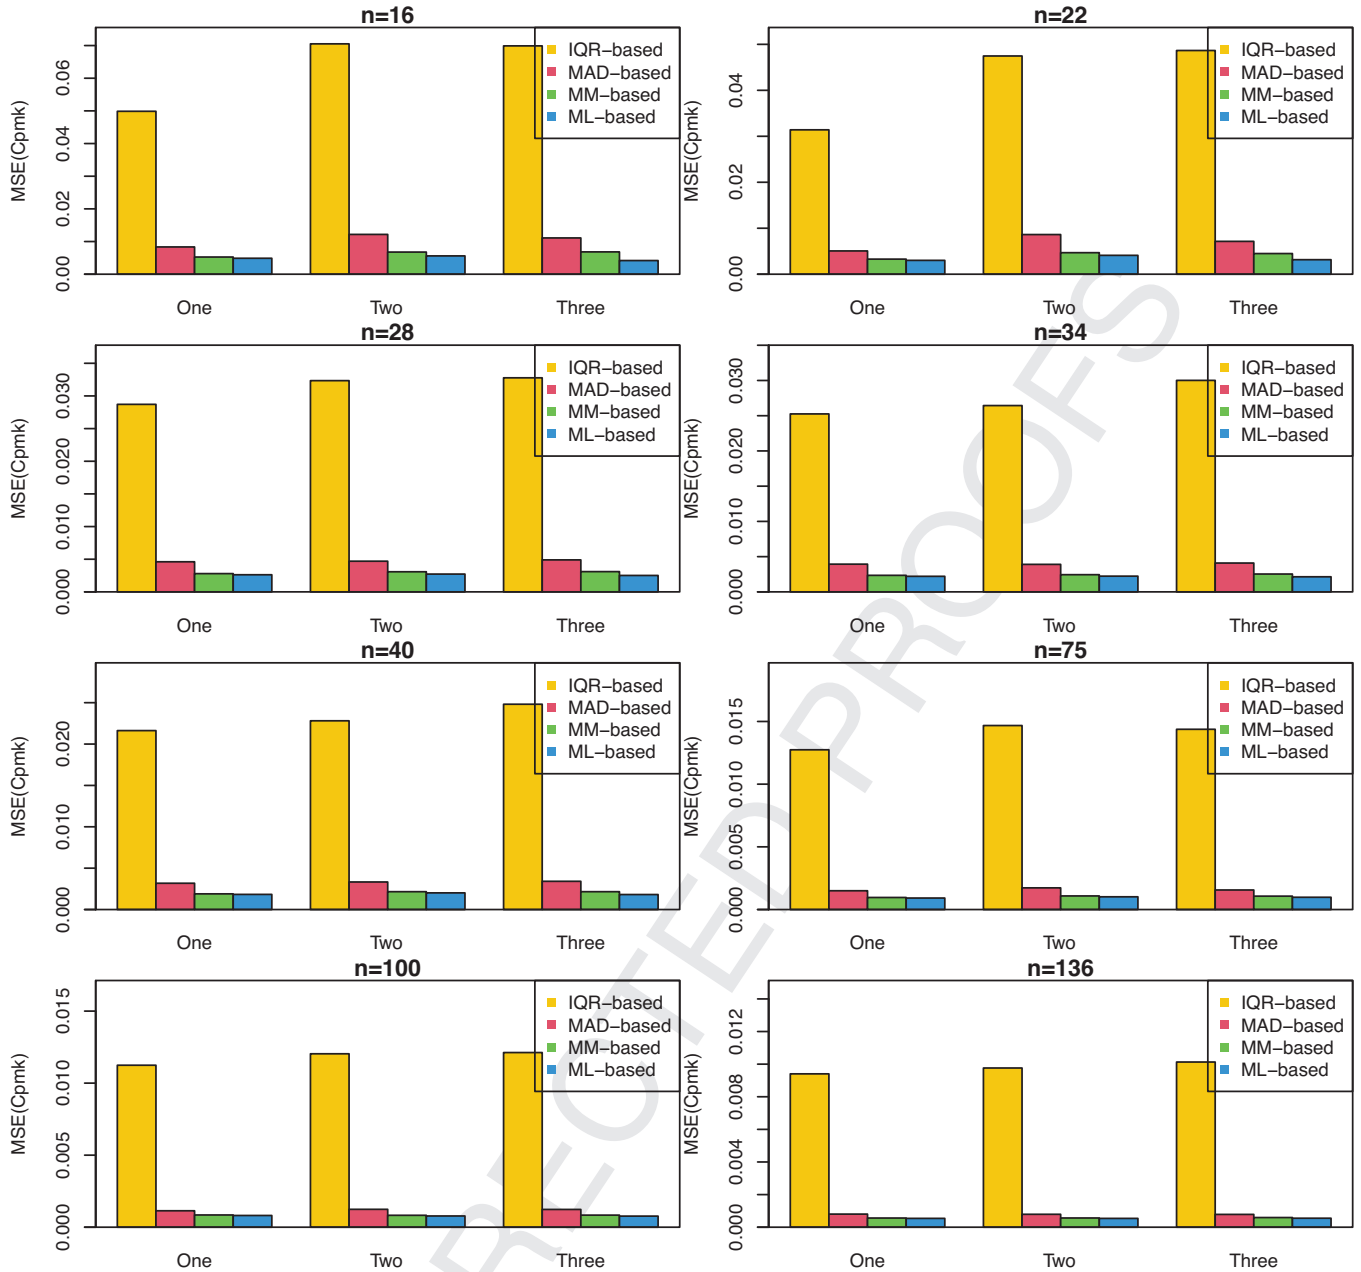 n=16
MSE(Cpmk)
0.00 0.02 0.04 0.06
IQR−based
MAD−based
MM−based
ML−based
One Two Three
n=22
MSE(Cpmk)
0.00 0.02 0.04
IQR−based
MAD−based
MM−based
ML−based
One Two Three
n=28
MSE(Cpmk)
0.000 0.010 0.020 0.030
IQR−based
MAD−based
MM−based
ML−based
One Two Three
n=34
MSE(Cpmk)
0.000 0.010 0.020 0.030
IQR−based
MAD−based
MM−based
ML−based
One Two Three
n=40
MSE(Cpmk)
0.000 0.010 0.020
IQR−based
MAD−based
MM−based
ML−based
One Two Three
n=75
MSE(Cpmk)
0.000 0.005 0.010 0.015
IQR−based
MAD−based
MM−based
ML−based
One Two Three
n=100
MSE(Cpmk)
0.000 0.005 0.010 0.015
IQR−based
MAD−based
MM−based
ML−based
One Two Three
n=136
MSE(Cpmk)
0.000 0.004 0.008 0.012
IQR−based
MAD−based
MM−based
ML−based
One Two Three
RECTED PROOFS